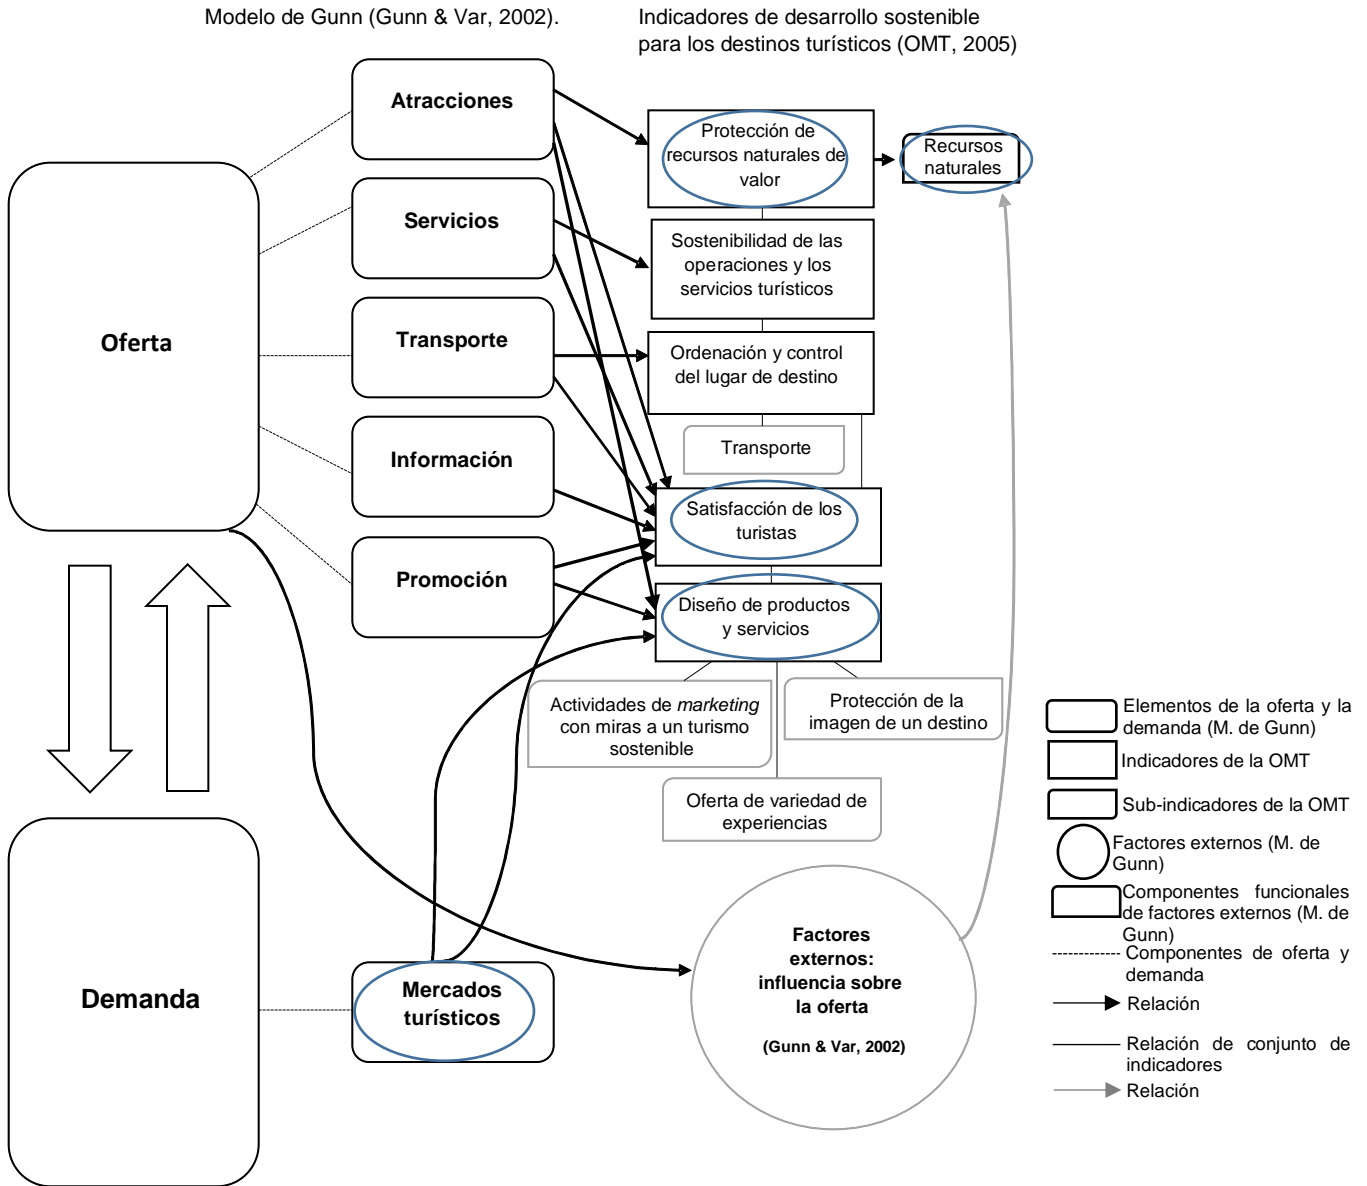 Modelo de Gunn (Gunn & Var, 2002).
Indicadores de desarrollo sostenible
para los destinos turísticos (OMT, 2005)
Oferta
Atracciones
Servicios
Transporte
Información
Promoción
Protección de
recursos naturales de
valor
Recursos
naturales
Sostenibilidad de las
operaciones y los
servicios turísticos
Ordenación y control
del lugar de destino
Transporte
Satisfacción de los
turistas
Diseño de productos
y servicios
Actividades de marketing
con miras a un turismo
sostenible
Protección de la
imagen de un destino
Oferta de variedad de
experiencias
Demanda
Mercados
turísticos
Factores
externos:
influencia sobre
la oferta
(Gunn & Var, 2002)
Elementos de la oferta y la
demanda (M. de Gunn)
Indicadores de la OMT
Sub-indicadores de la OMT
Factores externos (M. de
Gunn)
Componentes funcionales
de factores externos (M. de
Gunn)
Componentes de oferta y
demanda
Relación
Relación de conjunto de
indicadores
Relación